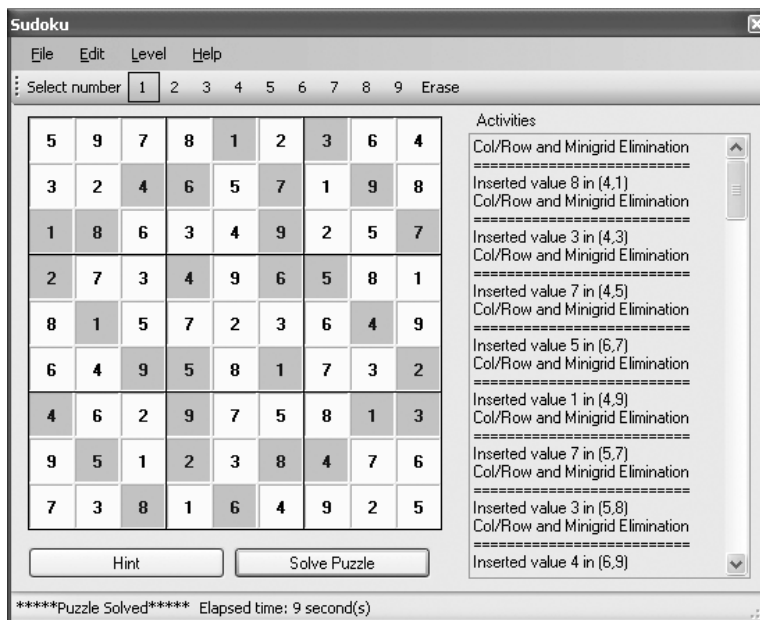 Sudoku
File Edit Level Help
Select number 1 2 3 4 5 6 7 8 9 Erase
5 9 7 8 1 2 3 6 4
3 2 4 6 5 7 1 9 8
1 8 6 3 4 9 2 5 7
2 7 3 4 9 6 5 8 1
8 1 5 7 2 3 6 4 9
6 4 9 5 8 1 7 3 2
4 6 2 9 7 5 8 1 3
9 5 1 2 3 8 4 7 6
7 3 8 1 6 4 9 2 5
Hint Solve Puzzle
Activities
Col/Row and Minigrid Elimination
==========================
Inserted value 8 in (4,1)
Col/Row and Minigrid Elimination
==========================
Inserted value 3 in (4,3)
Col/Row and Minigrid Elimination
==========================
Inserted value 7 in (4,5)
Col/Row and Minigrid Elimination
==========================
Inserted value 5 in (6,7)
Col/Row and Minigrid Elimination
==========================
Inserted value 1 in (4,9)
Col/Row and Minigrid Elimination
==========================
Inserted value 7 in (5,7)
Col/Row and Minigrid Elimination
==========================
Inserted value 3 in (5,8)
Col/Row and Minigrid Elimination
==========================
Inserted value 4 in (6,9)
*****Puzzle Solved***** Elapsed time: 9 second(s)